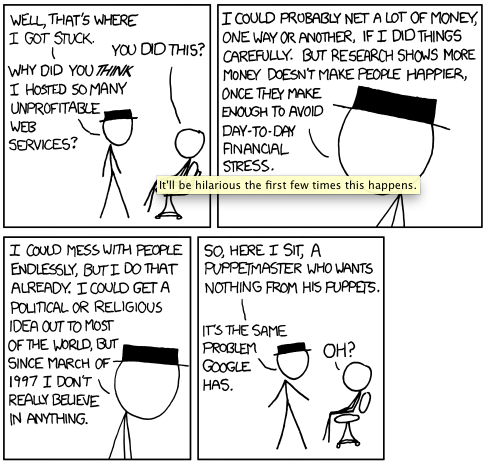 WELL, THAT'S WHERE
I GOT STUCK.
YOU DID THIS?
WHY DID YOU THINK
I HOSTED SO MANY
UNPROFITABLE
WEB
SERVICES?
I COULD PROBABLY NET A LOT OF MONEY,
ONE WAY OR ANOTHER, IF I DID THINGS
CAREFULLY. BUT RESEARCH SHOWS MORE
MONEY DOESN'T MAKE PEOPLE HAPPIER,
ONCE THEY MAKE
ENOUGH TO AVOID
DAY-TO-DAY
FINANCIAL
STRESS.
It'll be hilarious the first few times this happens.
I COULD MESS WITH PEOPLE
ENDLESSLY, BUT I DO THAT
ALREADY. I COULD GET A
POLITICAL OR RELIGIOUS
IDEA OUT TO MOST
OF THE WORLD, BUT
SINCE MARCH OF
1997 I DON'T
REALLY BELIEVE
IN ANYTHING.
SO, HERE I SIT, A
PUPPETMASTER WHO WANTS
NOTHING FROM HIS PUPPETS.
IT'S THE SAME
PROBLEM
GOOGLE
HAS.
OH?